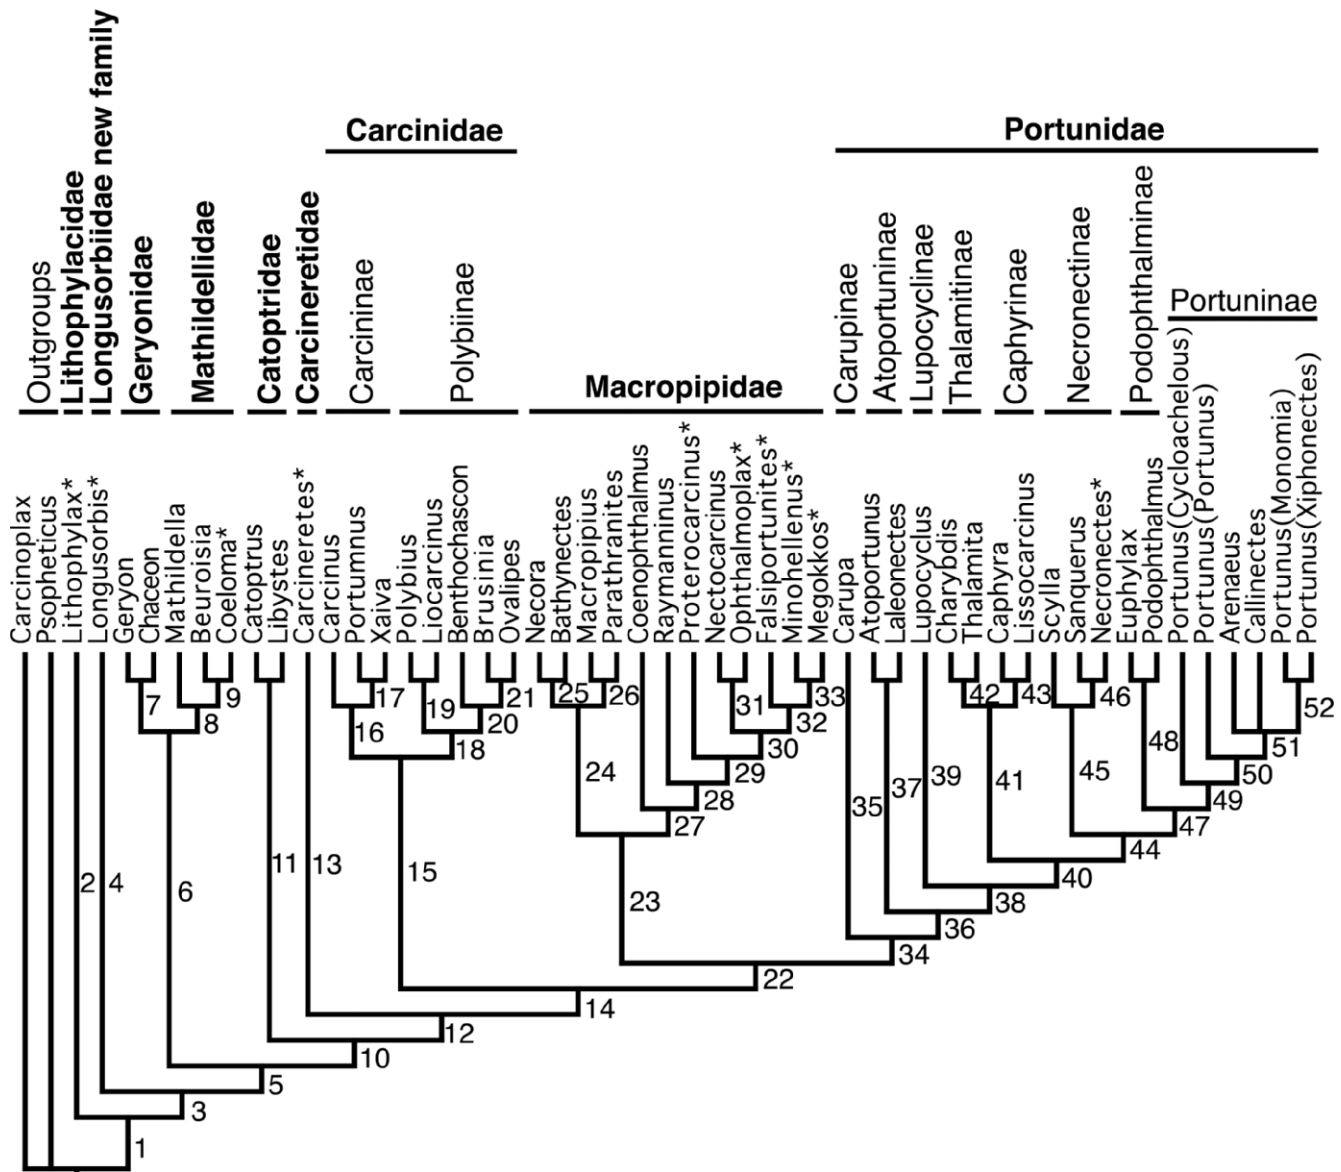 Carcinidae
Portunidae
Outgroups
Lithophylacidae
Longusorbiidae new family
Geryonidae
Mathildellidae
Catoptridae
Carcineretidae
Carcininae
Polybiinae
Macropipidae
Carupinae
Atoportuninae
Lupocyclinae
Thalamitinae
Caphyrinae
Necronectinae
Podophthalminae
Portuninae
Carcinoplax
Psopheticus
Lithophylax*
Longusorbis*
Geryon
Chaceon
Mathildella
Beuroisia
Coeloma*
Catoptrus
Libystes
Carcineretes*
Carcinus
Portumnus
Xaiva
Polybius
Liocarcinus
Benthochascon
Brusinia
Ovalipes
Necora
Bathynectes
Macropipius
Parathranites
Coenophthalmus
Raymanninus
Proterocarcinus*
Nectocarcinus
Ophthalmoplax*
Falsiportunites*
Minohellenus*
Megokkos*
Carupa
Atoportunus
Laleonectes
Lupocyclus
Charybdis
Thalamita
Caphyra
Lissocarcinus
Scylla
Sanquerus
Necronectes*
Euphylax
Podophthalmus
Portunus(Cycloachelous)
Portunus(Portunus)
Arenaeus
Callinectes
Portunus(Monomia)
Portunus(Xiphonectes)
1
2
3
4
5
6
7
8
9
10
11
12
13
14
15
16
17
18
19
20
21
22
23
24
25
26
27
28
29
30
31
32
33
34
35
36
37
38
39
40
41
42
43
44
45
46
47
48
49
50
51
52